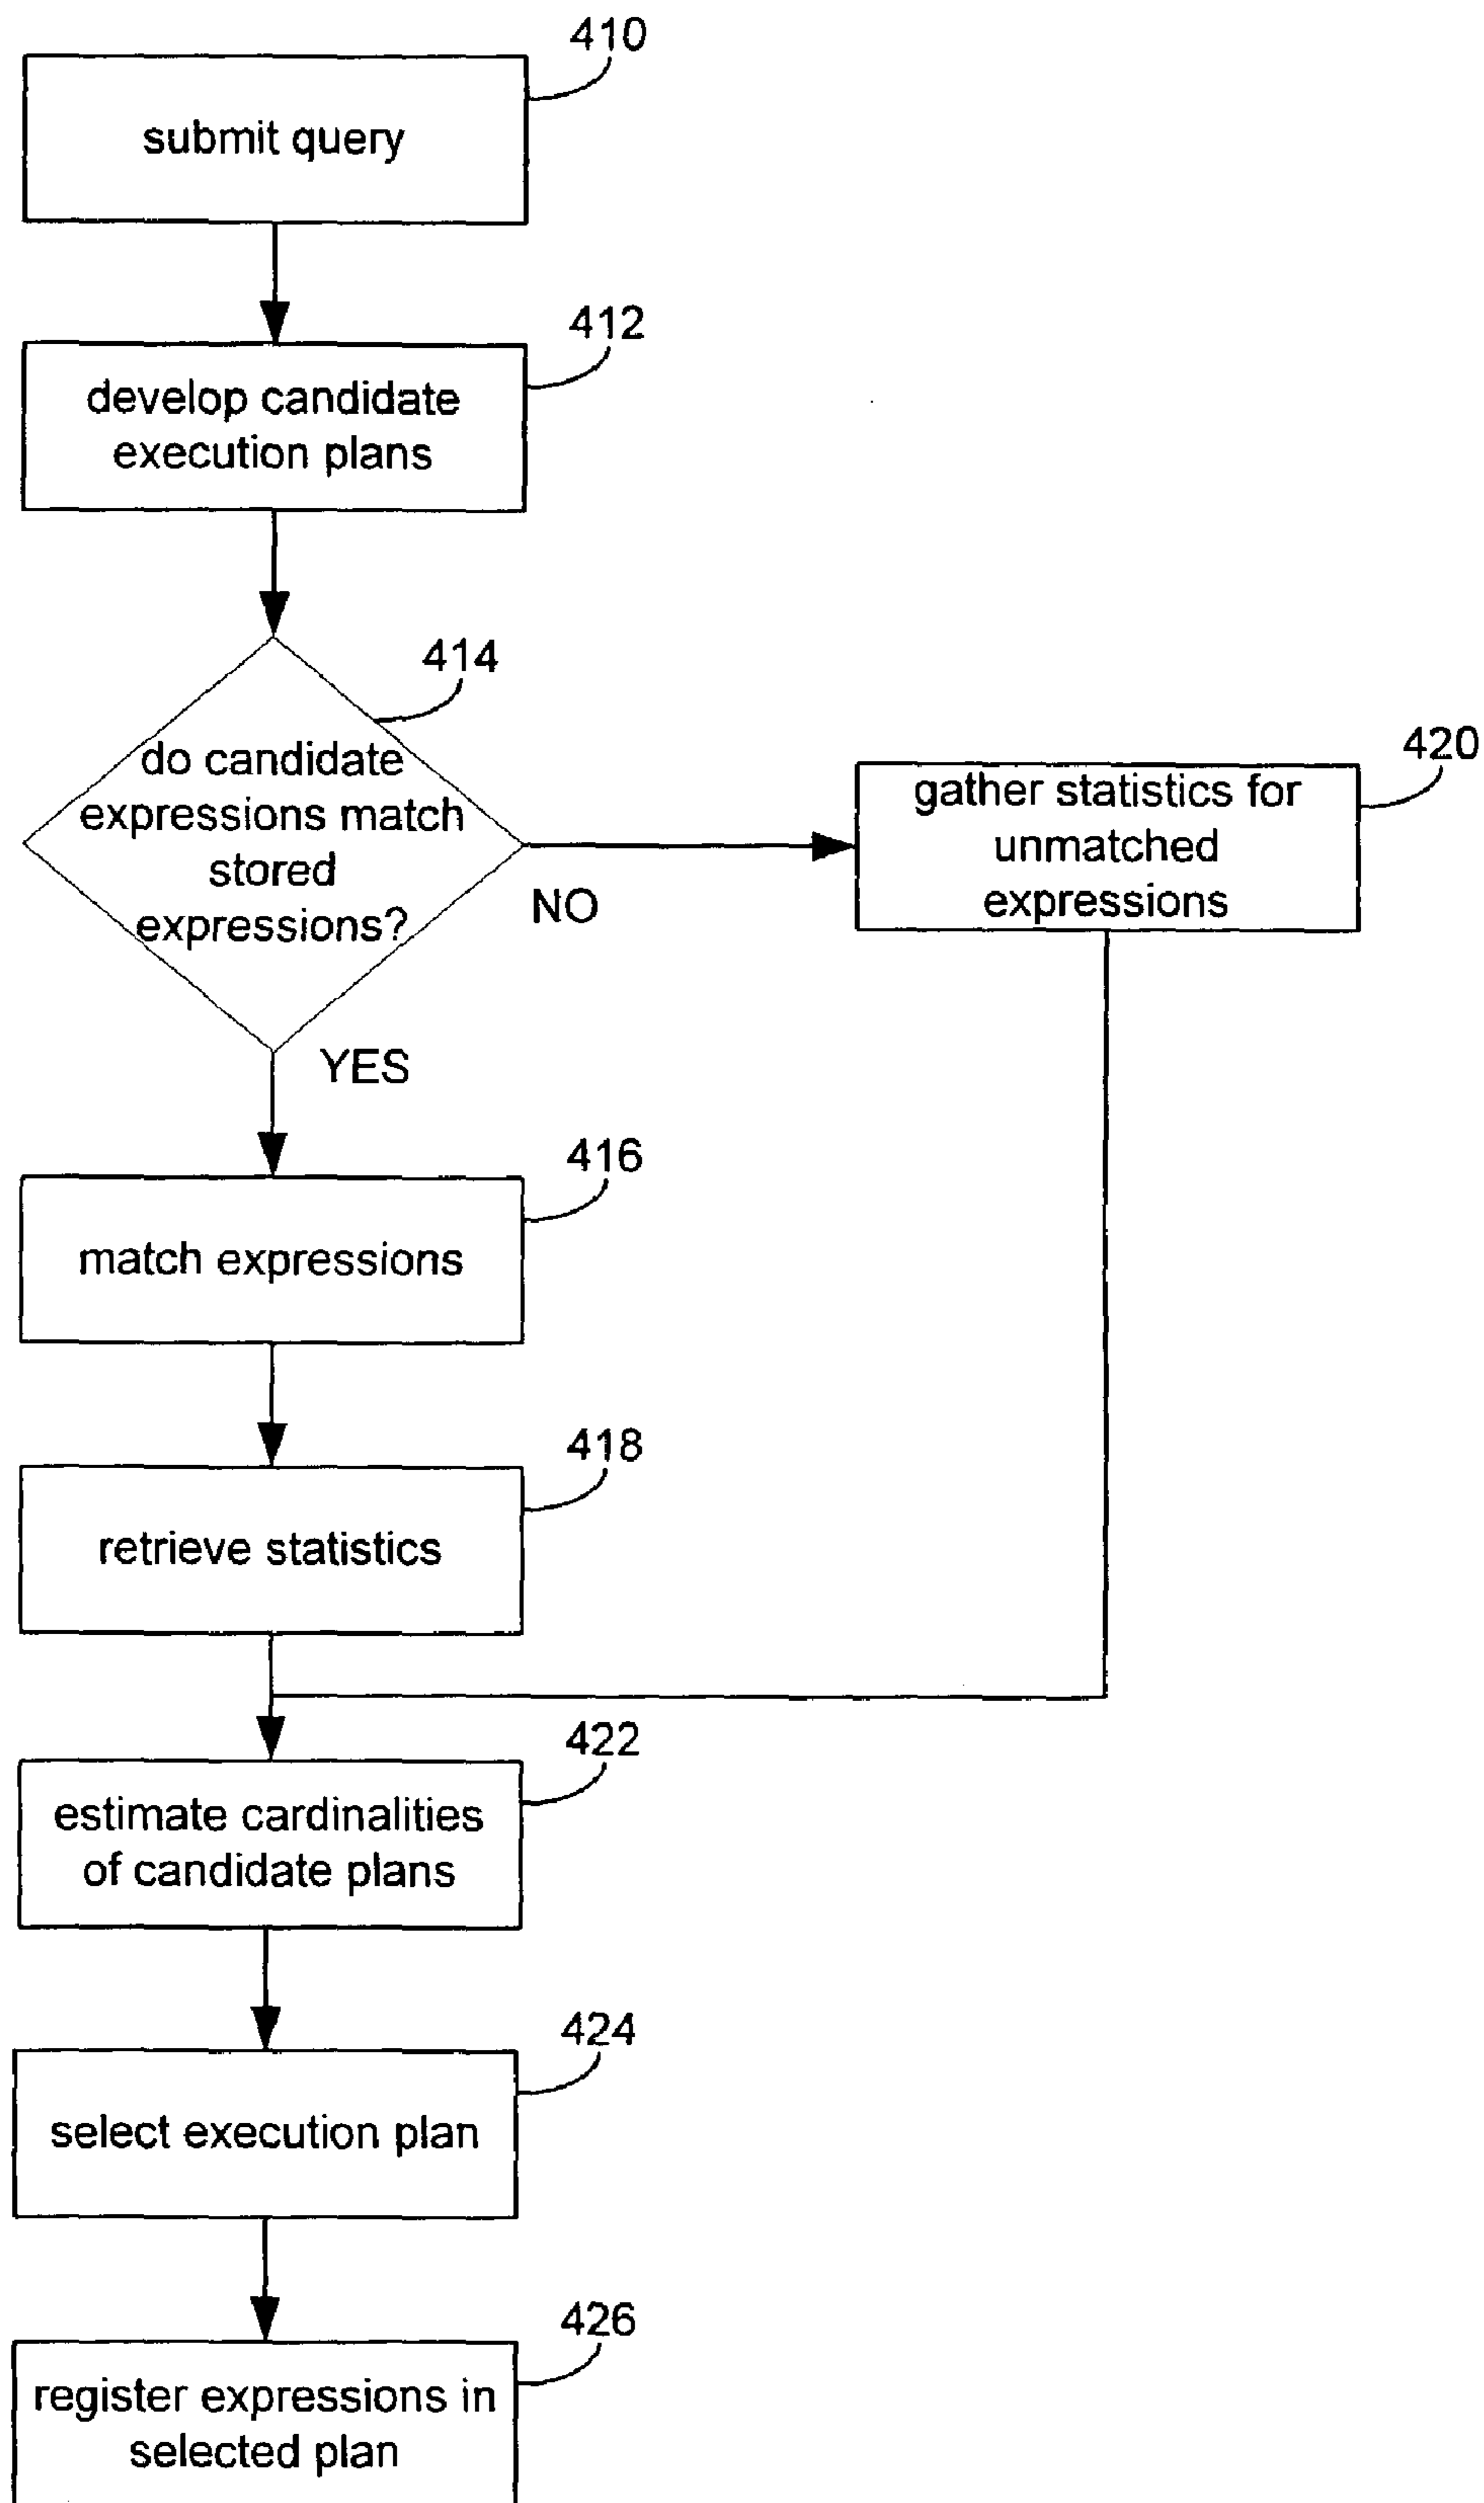 410
submit query
412
develop candidate
execution plans
414
do candidate
expressions match
stored
expressions?
NO
420
gather statistics for
unmatched
expressions
YES
416
match expressions
418
retrieve statistics
422
estimate cardinalities
of candidate plans
424
select execution plan
426
register expressions in
selected plan